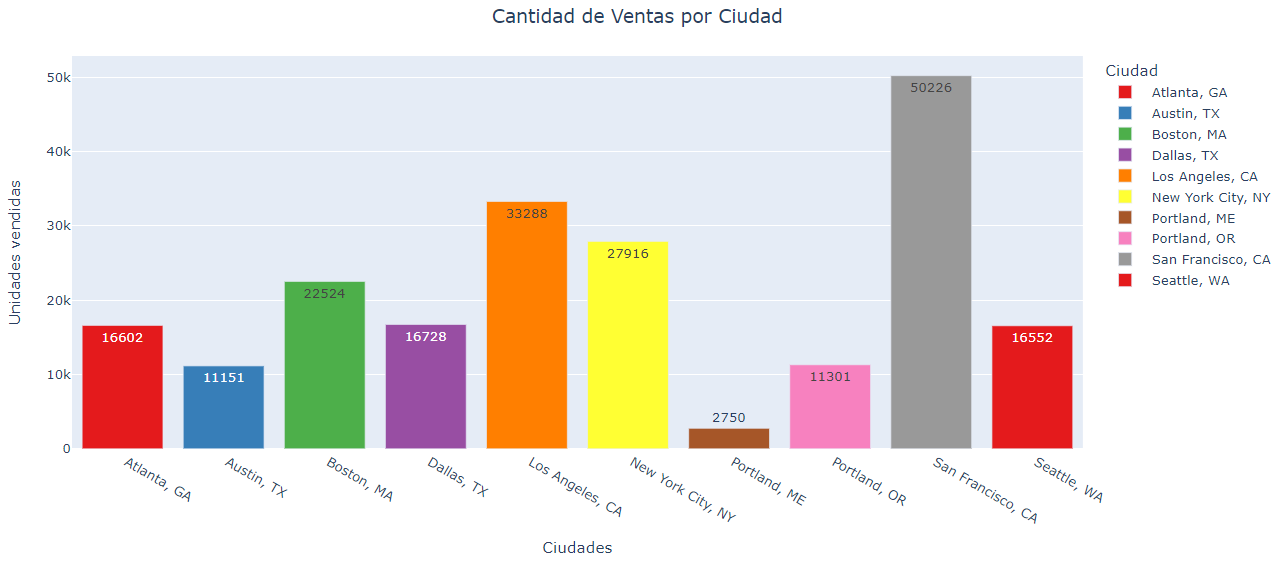 Cantidad de Ventas por Ciudad
Unidades vendidas
50k
40k
30k
20k
10k
0
16602
11151
22524
16728
33288
27916
2750
11301
50226
16552
Atlanta, GA
Austin, TX
Boston, MA
Dallas, TX
Los Angeles, CA
New York City, NY
Portland, ME
Portland, OR
San Francisco, CA
Seattle, WA
Ciudades
Ciudad
Atlanta, GA
Austin, TX
Boston, MA
Dallas, TX
Los Angeles, CA
New York City, NY
Portland, ME
Portland, OR
San Francisco, CA
Seattle, WA